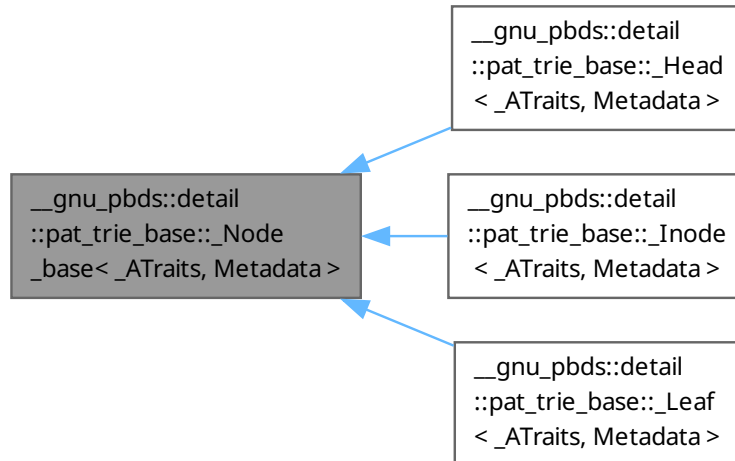 __gnu_pbds::detail
::pat_trie_base::_Head
< _ATraits, Metadata >
__gnu_pbds::detail
::pat_trie_base::_Node
_base< _ATraits, Metadata >
__gnu_pbds::detail
::pat_trie_base::_Inode
< _ATraits, Metadata >
__gnu_pbds::detail
::pat_trie_base::_Leaf
< _ATraits, Metadata >